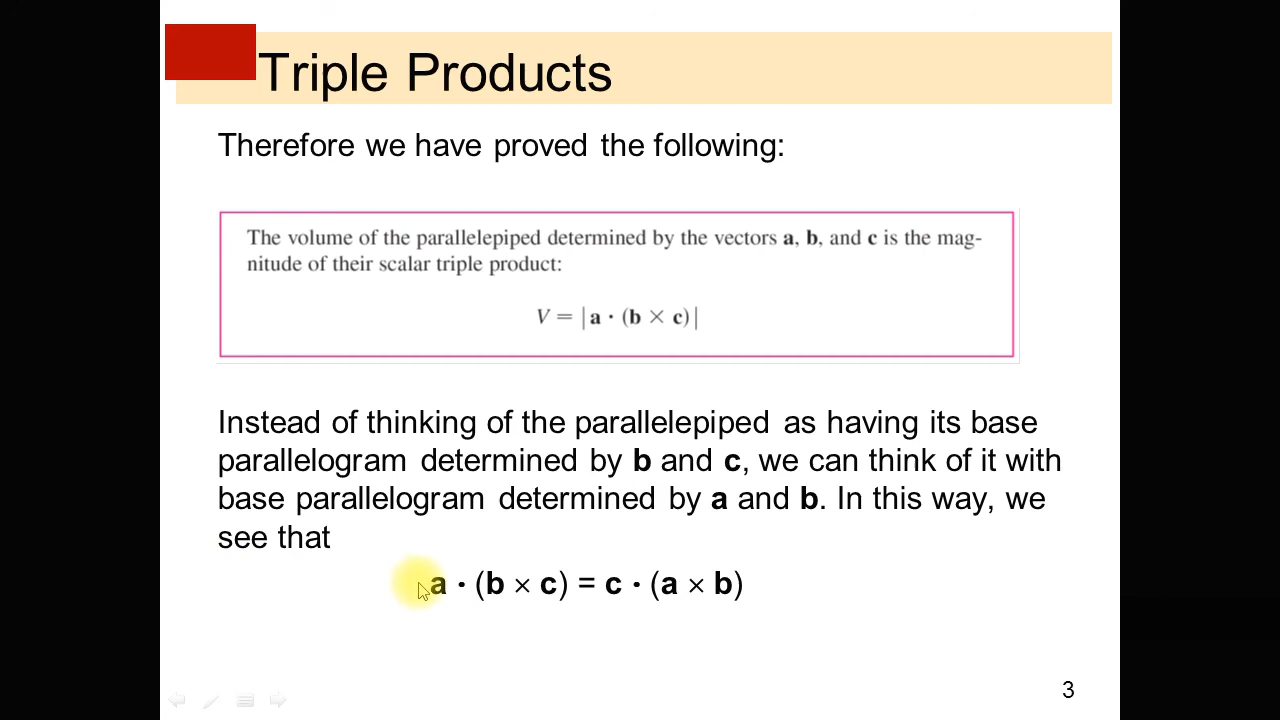 Triple Products
Therefore we have proved the following:
The volume of the parallelepiped determined by the vectors a, b, and c is the mag-
nitude of their scalar triple product:
V = | a · (b × c) |
Instead of thinking of the parallelepiped as having its base
parallelogram determined by b and c, we can think of it with
base parallelogram determined by a and b. In this way, we
see that
a · (b × c) = c · (a × b)
3